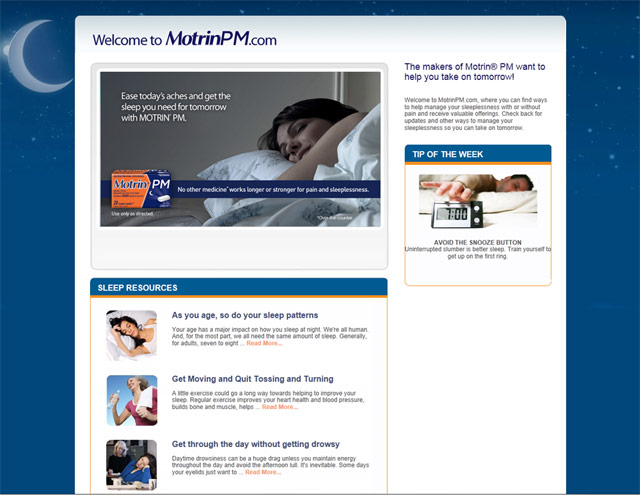 Welcome to MotrinPM.com
Ease today's aches and get the
sleep you need for tomorrow
with MOTRIN® PM.
Motrin PM
No other medicine* works longer or stronger for pain and sleeplessness.
Use only as directed.
*Over-the-counter
The makers of Motrin® PM want to
help you take on tomorrow!
Welcome to MotrinPM.com, where you can find ways
to help manage your sleeplessness with or without
pain and receive valuable offerings. Check back for
updates and other ways to manage your
sleeplessness so you can take on tomorrow.
TIP OF THE WEEK
7:00
AVOID THE SNOOZE BUTTON
Uninterrupted slumber is better sleep. Train yourself to
get up on the first ring.
SLEEP RESOURCES
As you age, so do your sleep patterns
Your age has a major impact on how you sleep at night. We're all human.
And, for the most part, we all need the same amount of sleep. Generally,
for adults, seven to eight ... Read More...
Get Moving and Quit Tossing and Turning
A little exercise could go a long way towards helping to improve your
sleep. Regular exercise improves your heart health and blood pressure,
builds bone and muscle, helps ... Read More...
Get through the day without getting drowsy
Daytime drowsiness can be a huge drag unless you maintain energy
throughout the day and avoid the afternoon lull. It's inevitable. Some days
your eyelids just want to ... Read More...